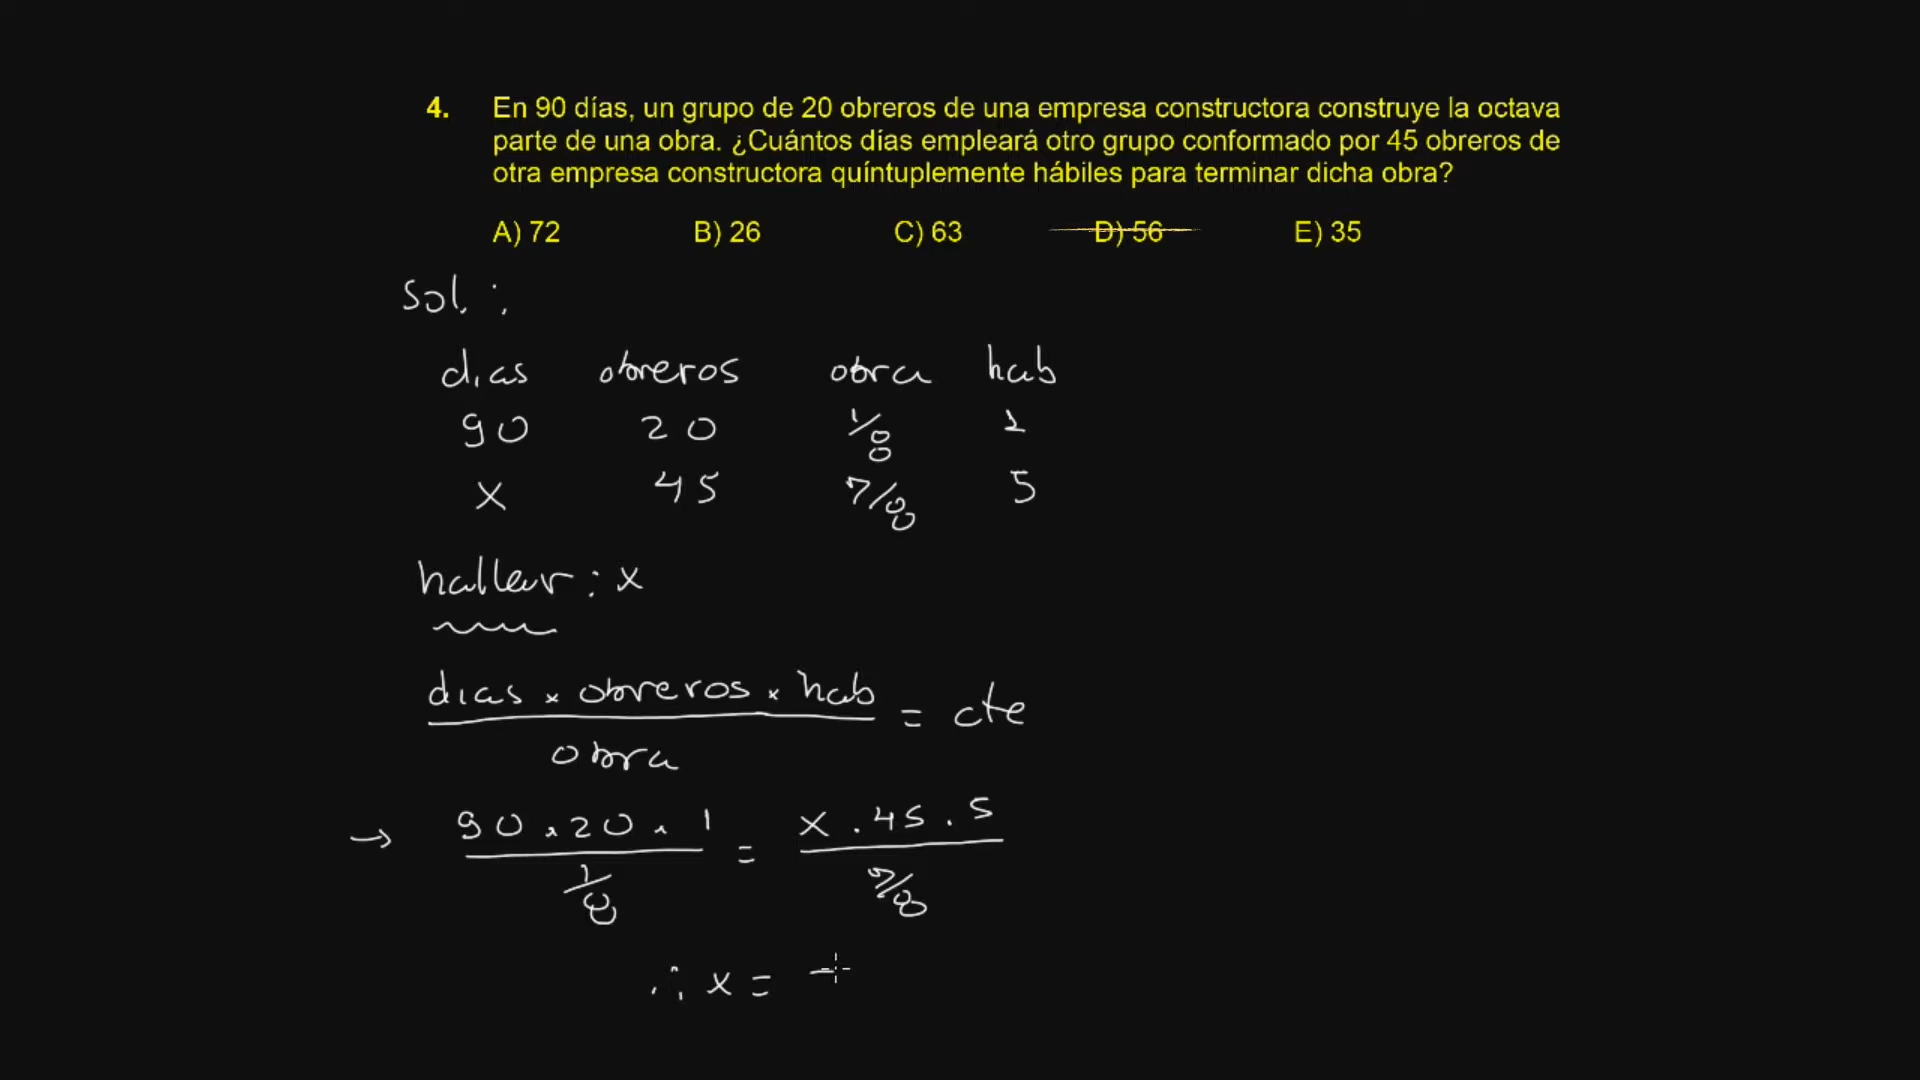 4. En 90 días, un grupo de 20 obreros de una empresa constructora construye la octava
parte de una obra. ¿Cuántos días empleará otro grupo conformado por 45 obreros de
otra empresa constructora quíntuplemente hábiles para terminar dicha obra?
A) 72 B) 26 C) 63 D) 56 E) 35
Sol. :
dias obreros obra hab
90 20 1/8 1
x 45 7/8 5
hallar : x
dias x obreros x hab
= cte
obra
→ 90 x 20 x 1 = x . 45 . 5
1/8 7/8
∴ x =